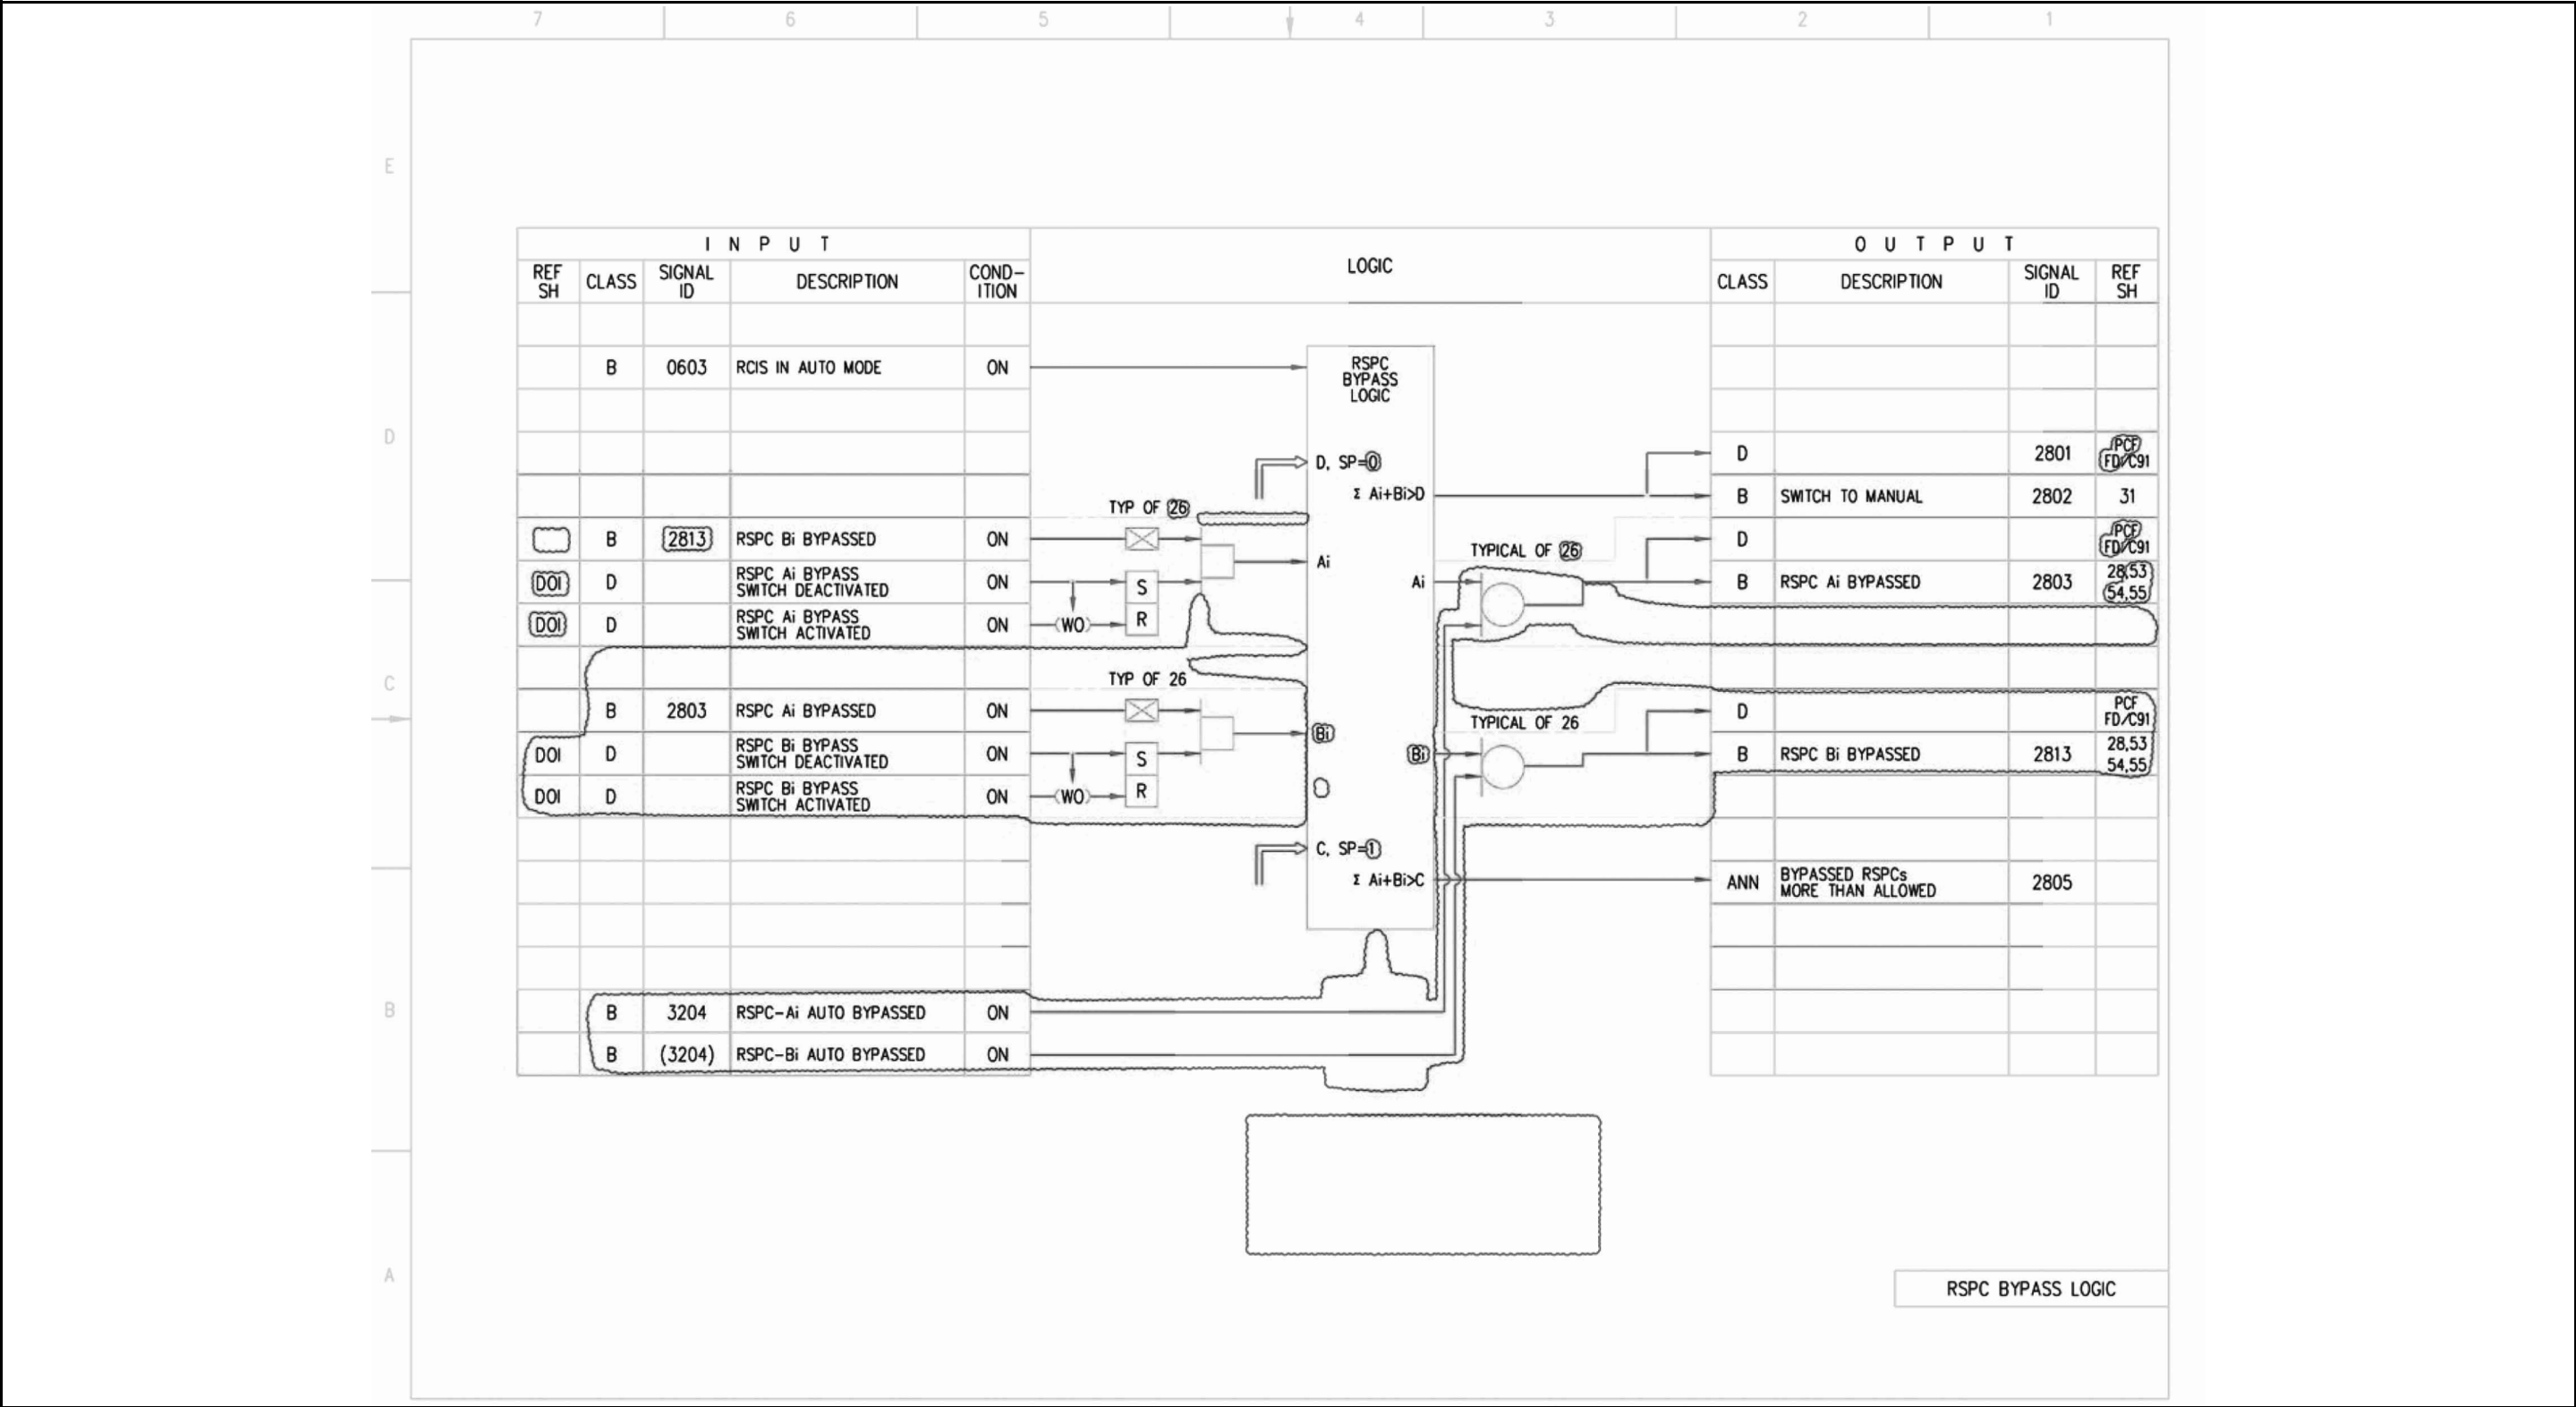 7 6 5 4 3 2 1
E
D
C
B
A
I N P U T
LOGIC
O U T P U T
REF SH
CLASS
SIGNAL ID
DESCRIPTION
COND-ITION
CLASS
DESCRIPTION
SIGNAL ID
REF SH
B 0603 RCIS IN AUTO MODE ON
RSPC
BYPASS
LOGIC
D, SP=0
Σ Ai+Bi>D
D 2801 PCF
FD/C91
B SWITCH TO MANUAL 2802 31
TYP OF 26
B 2813 RSPC Bi BYPASSED ON
DOI D RSPC Ai BYPASS
SWITCH DEACTIVATED ON
DOI D RSPC Ai BYPASS
SWITCH ACTIVATED ON
(WO)
S
R
Ai
Ai
TYPICAL OF 26
D PCF
FD/C91
B RSPC Ai BYPASSED 2803 28,53
54,55
TYP OF 26
B 2803 RSPC Ai BYPASSED ON
DOI D RSPC Bi BYPASS
SWITCH DEACTIVATED ON
DOI D RSPC Bi BYPASS
SWITCH ACTIVATED ON
(WO)
S
R
Bi
Bi
TYPICAL OF 26
D PCF
FD/C91
B RSPC Bi BYPASSED 2813 28,53
54,55
C, SP=1
Σ Ai+Bi>C
ANN BYPASSED RSPCs
MORE THAN ALLOWED 2805
B 3204 RSPC-Ai AUTO BYPASSED ON
B (3204) RSPC-Bi AUTO BYPASSED ON
RSPC BYPASS LOGIC